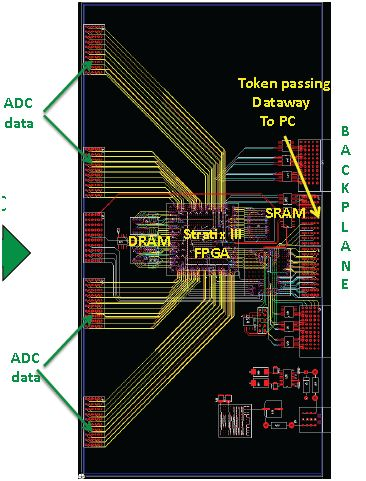 Token passing
Dataway
To PC
ADC
data
B
A
C
K
P
L
A
N
E
C
SRAM
DRAM
Stratix III
FPGA
ADC
data